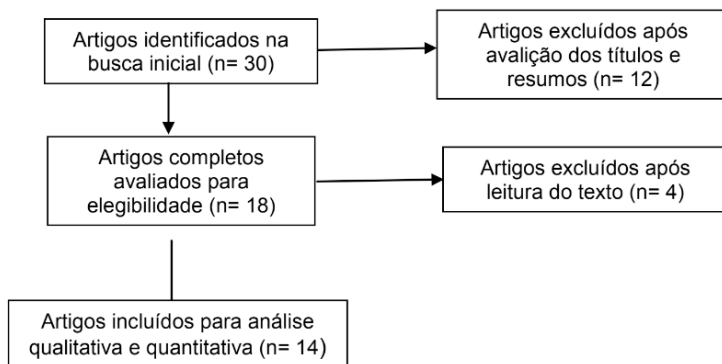 Artigos identificados na
busca inicial (n= 30)
Artigos excluídos após
avalição dos títulos e
resumos (n= 12)
Artigos completos
avaliados para
elegibilidade (n= 18)
Artigos excluídos após
leitura do texto (n= 4)
Artigos incluídos para análise
qualitativa e quantitativa (n= 14)